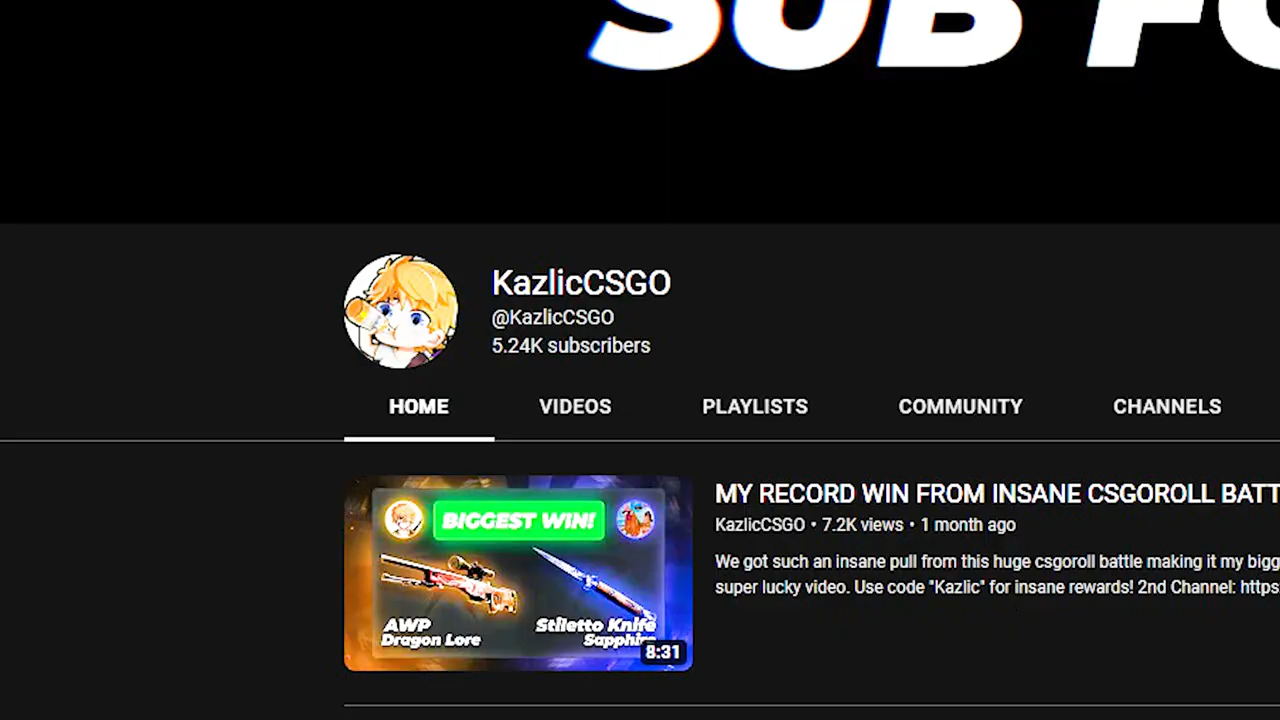 SUB FO
KazlicCSGO
@KazlicCSGO
5.24K subscribers
HOME VIDEOS PLAYLISTS COMMUNITY CHANNELS
BIGGEST WIN!
AWP
Dragon Lore
Stiletto Knife
Sapphire
8:31
MY RECORD WIN FROM INSANE CSGOROLL BATT
KazlicCSGO • 7.2K views • 1 month ago
We got such an insane pull from this huge csgoroll battle making it my bigg
super lucky video. Use code "Kazlic" for insane rewards! 2nd Channel: https